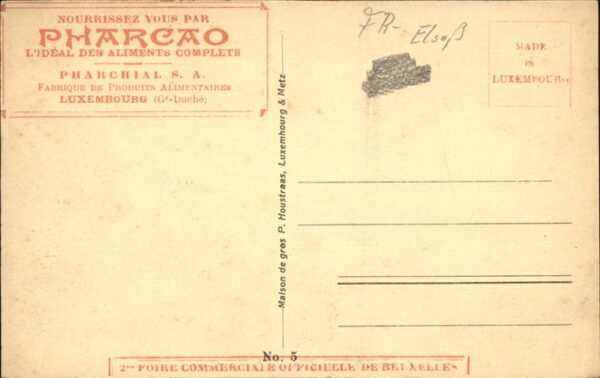 NOURRISSEZ VOUS PAR
PHARCAO
L'IDÉAL DES ALIMENTS COMPLETS
PHARCHIAL S. A.
FABRIQUE DE PRODUITS ALIMENTAIRES
LUXEMBOURG (Gd-Duché)
FR- Elsaß
MADE
IN
LUXEMBOURG
Maison de gros P. Houstraas, Luxembourg & Metz
No. 5
2me FOIRE COMMERCIALE OFFICIELLE DE BRUXELLES